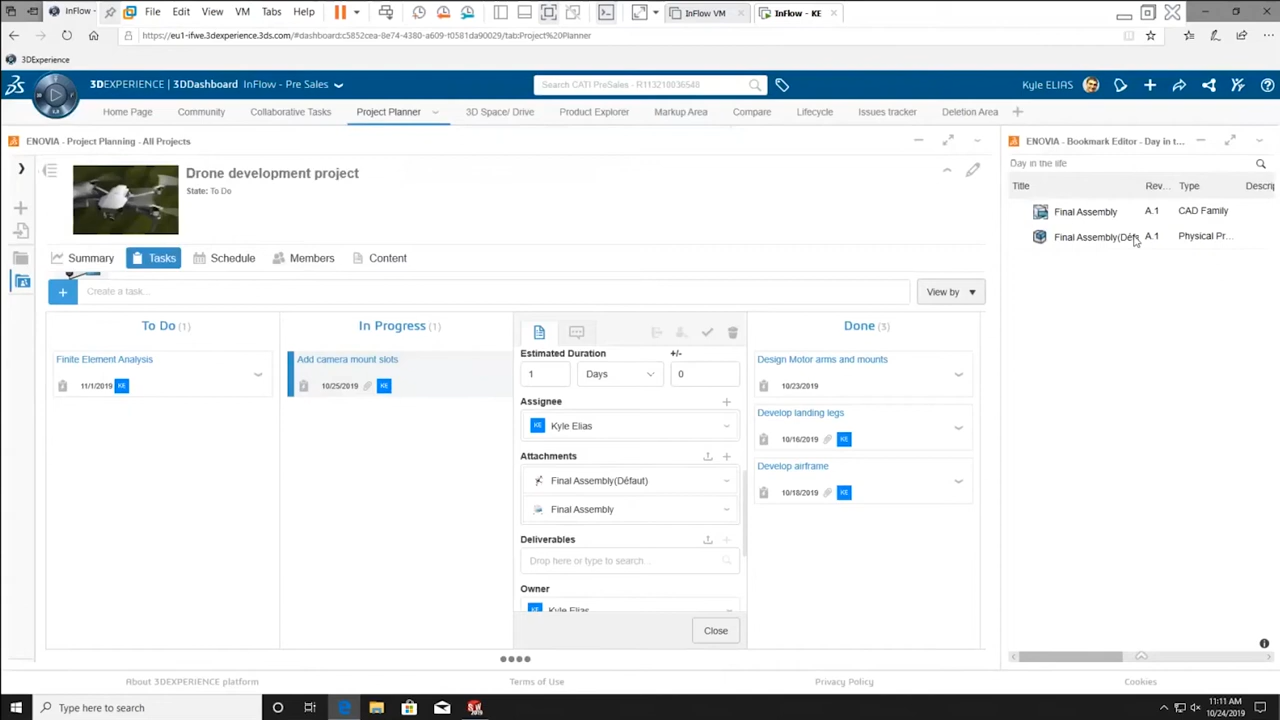 InFlow -
File Edit View VM Tabs Help
InFlow VM
InFlow - KE
https://eu1-ifwe.3dexperience.3ds.com/#dashboard:c5852cea-8e74-4380-a609-f0581da90029/tab:Project%20Planner
3DExperience
3DEXPERIENCE | 3DDashboard InFlow - Pre Sales
Search CATI PreSales - R113210036548
Kyle ELIAS
Home Page Community Collaborative Tasks Project Planner 3D Space/ Drive Product Explorer Markup Area Compare Lifecycle Issues tracker Deletion Area
ENOVIA - Project Planning - All Projects
ENOVIA - Bookmark Editor - Day in t...
Drone development project
State: To Do
Day in the life
Title Rev... Type Descrip
Final Assembly A.1 CAD Family
Final Assembly(Défa A.1 Physical Pr...
Summary Tasks Schedule Members Content
Create a task...
View by
To Do (1)
Finite Element Analysis
11/1/2019 KE
In Progress (1)
Add camera mount slots
10/25/2019 KE
Estimated Duration +/-
1 Days 0
Assignee
KE Kyle Elias
Attachments
Final Assembly(Défaut)
Final Assembly
Deliverables
Drop here or type to search...
Owner
KE Kyle Elias
Close
Done (3)
Design Motor arms and mounts
10/23/2019
Develop landing legs
10/16/2019 KE
Develop airframe
10/18/2019 KE
About 3DEXPERIENCE platform Terms of Use Privacy Policy Cookies
Type here to search
11:11 AM
10/24/2019